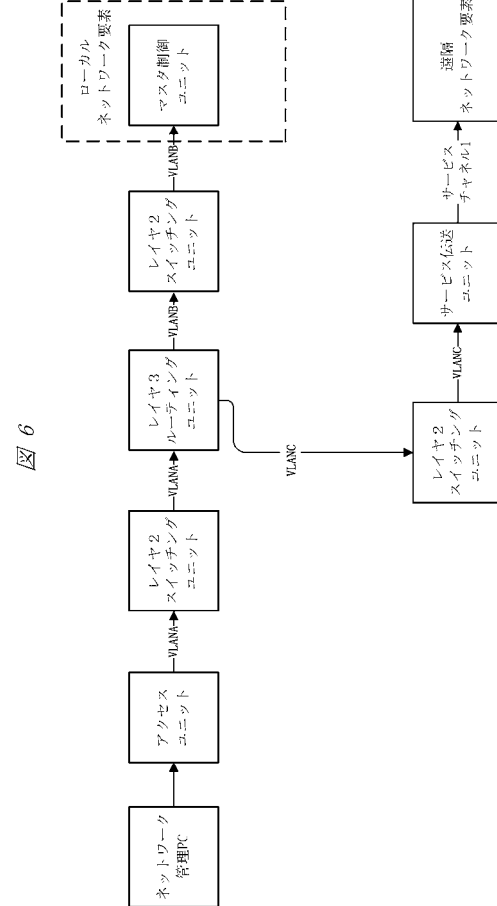 図 6
ネットワーク
管理PC
アクセス
ユニット
VLANA
レイヤ2
スイッチング
ユニット
VLANA
レイヤ3
ルーティング
ユニット
VLANB
レイヤ2
スイッチング
ユニット
VLANB
ローカル
ネットワーク要素
マスタ制御
ユニット
VLANC
レイヤ2
スイッチング
ユニット
VLANC
サービス伝送
ユニット
サービス
チャネル1
遠隔
ネットワーク要素